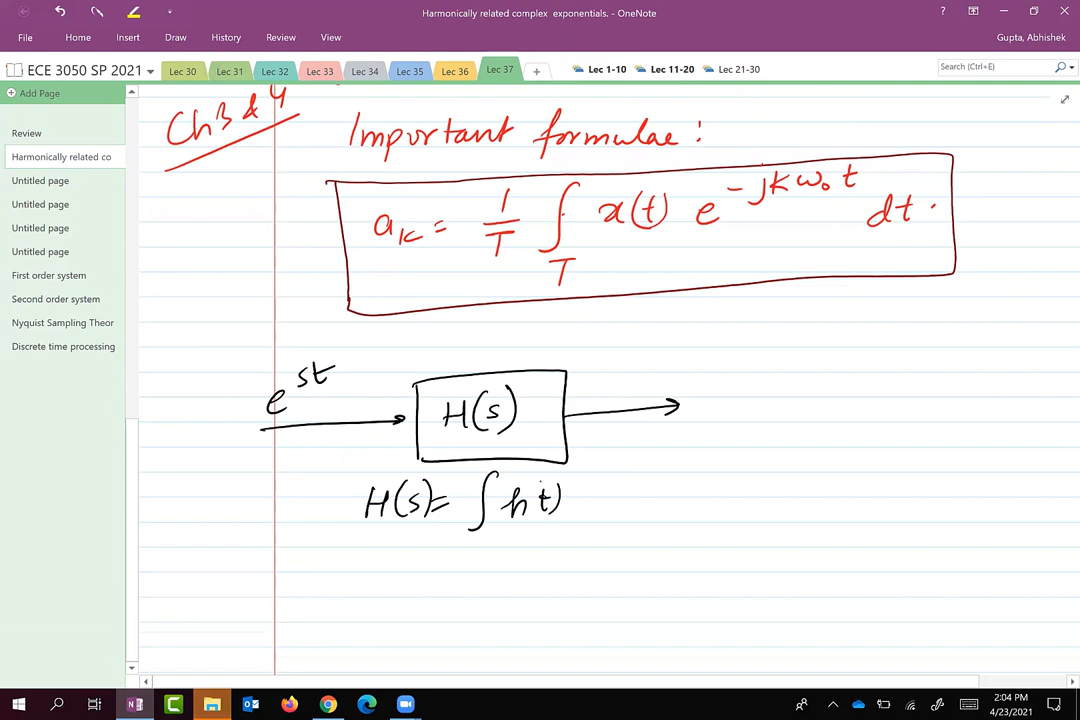 Harmonically related complex exponentials. - OneNote
?
File Home Insert Draw History Review View
Gupta, Abhishek
ECE 3050 SP 2021
Lec 30 Lec 31 Lec 32 Lec 33 Lec 34 Lec 35 Lec 36 Lec 37 + Lec 1-10 Lec 11-20 Lec 21-30
Search (Ctrl+E)
Add Page
Review
Harmonically related co
Untitled page
Untitled page
Untitled page
Untitled page
First order system
Second order system
Nyquist Sampling Theor
Discrete time processing
Ch 3 & 4
Important formulae :
a_k = 1/T ∫_T x(t) e^{-jkω₀t} dt.
e^{st}
H(s)
H(s)= ∫ h t)
2:04 PM
4/23/2021